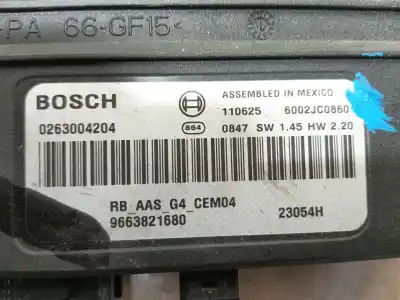 -PA 66-GF15<
BOSCH
ASSEMBLED IN MEXICO
110625 6002JC0860
0263004204
864
0847 SW 1.45 HW 2.20
RB_AAS_G4_CEM04
9663821680
23054H